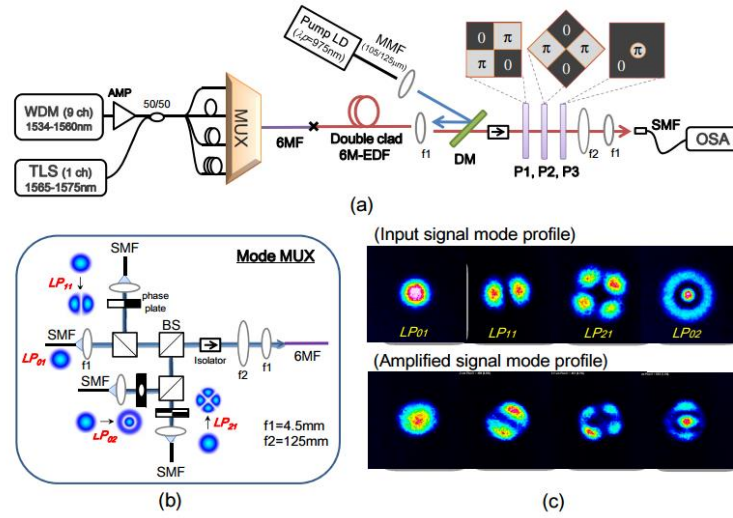 Pump LD
(λp=975nm)
MMF
(105/125μm)
0 π
π 0
0
π π
0
π
0
WDM (9 ch)
1534-1560nm
AMP
50/50
TLS (1 ch)
1565-1575nm
MUX
6MF
Double clad
6M-EDF
f1
DM
P1, P2, P3
f2
f1
SMF
OSA
(a)
Mode MUX
SMF
LP11
phase
plate
SMF
LP01
f1
BS
Isolator
f2
f1
6MF
SMF
LP02
LP21
f1=4.5mm
f2=125mm
SMF
(b)
(Input signal mode profile)
LP01 LP11 LP21 LP02
(Amplified signal mode profile)
(c)